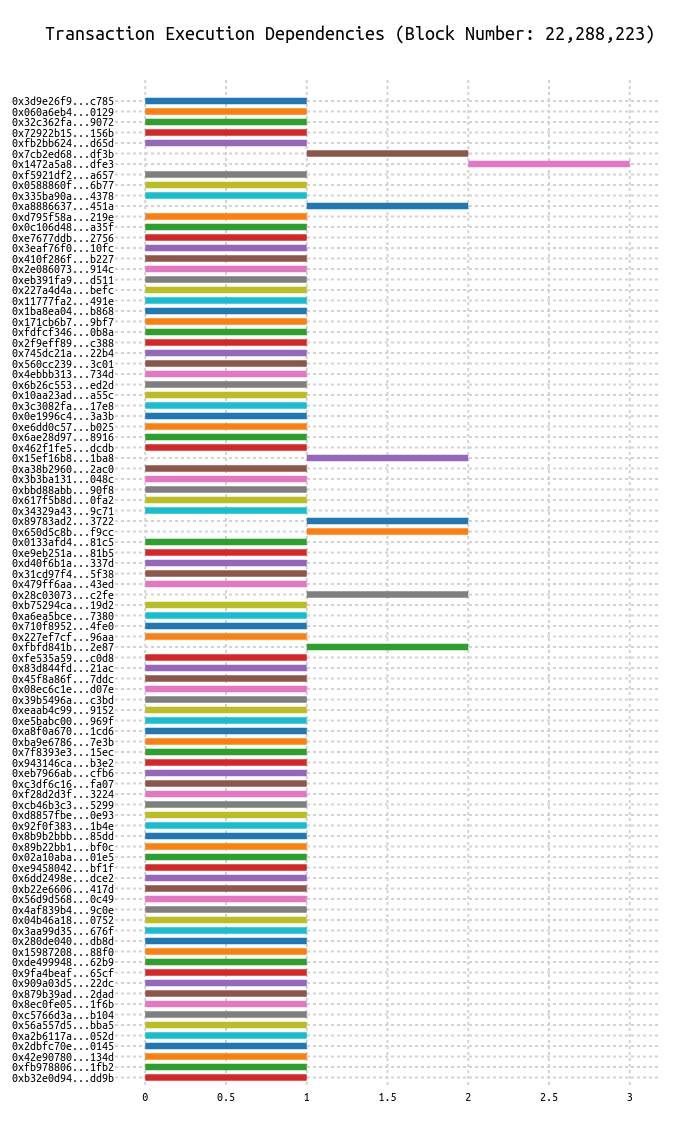 Transaction Execution Dependencies (Block Number: 22,288,223)
0x3d9e26f9...c785
0x060a6eb4...0129
0x32c362fa...9072
0x72922b15...156b
0xfb2bb624...d65d
0x7cb2ed68...df3b
0x1472a5a8...dfe3
0xf5921df2...a657
0x0588860f...6b77
0x335ba90a...4378
0xa8886637...451a
0xd795f58a...219e
0x0c106d48...a35f
0xe7677ddb...2756
0x3eaf76f0...10fc
0x410f286f...b227
0x2e086073...914c
0xeb391fa9...d511
0x227a4d4a...befc
0x11777fa2...491e
0x1ba8ea04...b868
0x171cb6b7...9bf7
0xfdfcf346...0b8a
0x2f9eff89...c388
0x745dc21a...22b4
0x560cc239...3c01
0x4ebbb313...734d
0x6b26c553...ed2d
0x10aa23ad...a55c
0x3c3082fa...17e8
0x0e1996c4...3a3b
0xe6dd0c57...b025
0x6ae28d97...8916
0x462f1fe5...dcdb
0x15ef16b8...1ba8
0xa38b2960...2ac0
0x3b3ba131...048c
0xbbd88abb...90f8
0x617f5b8d...0fa2
0x34329a43...9c71
0x89783ad2...3722
0x650d5c8b...f9cc
0x0133afd4...81c5
0xe9eb251a...81b5
0xd40f6b1a...337d
0x31cd97f4...5f38
0x479ff6aa...43ed
0x28c03073...c2fe
0xb75294ca...19d2
0xa6ea5bce...7380
0x710f8952...4fe0
0x227ef7cf...96aa
0xfbfd841b...2e87
0xfe535a59...c0d8
0x83d844fd...21ac
0x45f8a86f...7ddc
0x08ec6c1e...d07e
0x39b5496a...c3bd
0xeaab4c99...9152
0xe5babc00...969f
0xa8f0a670...1cd6
0xba9e6786...7e3b
0x7f8393e3...15ec
0x943146ca...b3e2
0xeb7966ab...cfb6
0xc3df6c16...fa07
0xf28d2d3f...3224
0xcb46b3c3...5299
0xd8857fbe...0e93
0x92f0f383...1b4e
0x8b9b2bbb...85dd
0x89b22bb1...bf0c
0x02a10aba...01e5
0xe9458042...bf1f
0x6dd2498e...dce2
0xb22e6606...417d
0x56d9d568...0c49
0x4af839b4...9c0e
0x04b46a18...0752
0x3aa99d35...676f
0x280de040...db8d
0x15987208...88f0
0xde499948...62b9
0x9fa4beaf...65cf
0x909a03d5...22dc
0x879b39ad...2dad
0x8ec0fe05...1f6b
0xc5766d3a...b104
0x56a557d5...bba5
0xa2b6117a...052d
0x2dbfc70e...0145
0x42e90780...134d
0xfb978806...1fb2
0xb32e0d94...dd9b
0 0.5 1 1.5 2 2.5 3